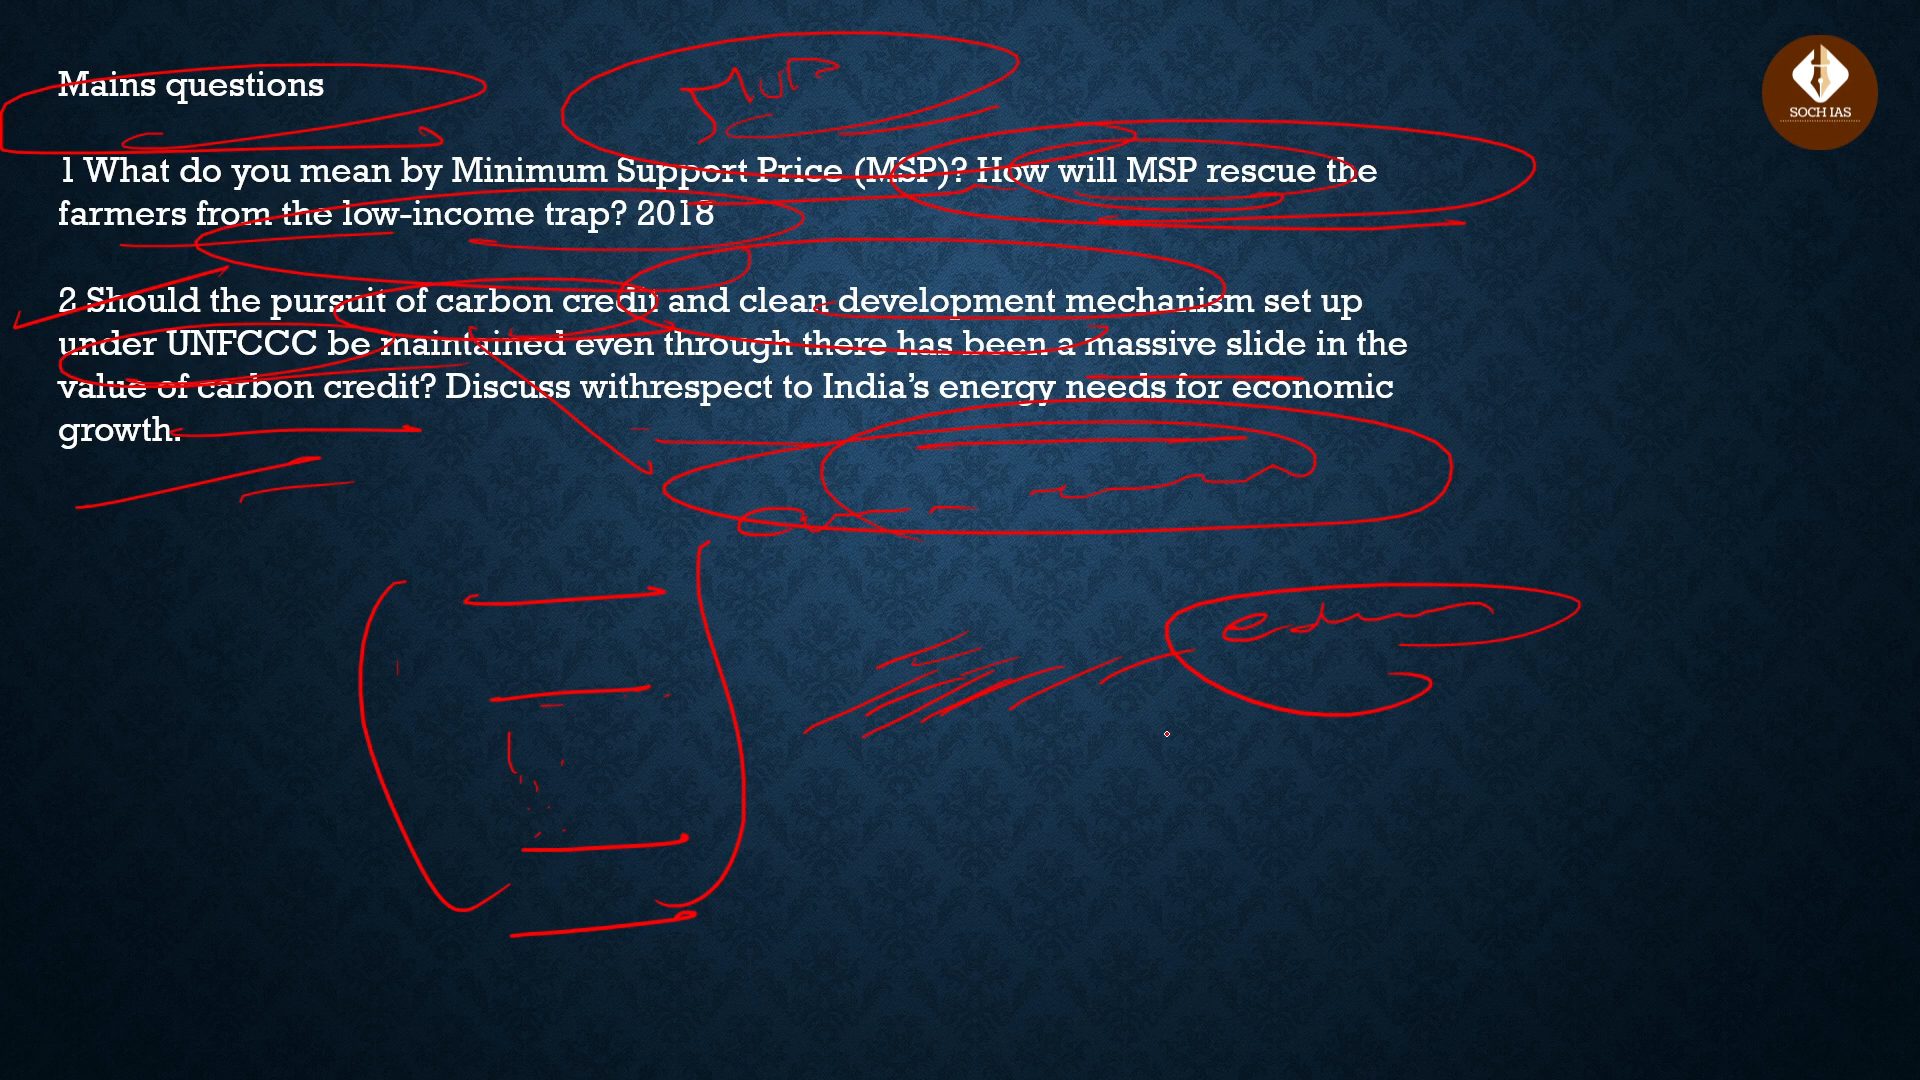 Mains questions
SOCH IAS
1 What do you mean by Minimum Support Price (MSP)? How will MSP rescue the
farmers from the low-income trap? 2018
2 Should the pursuit of carbon credit and clean development mechanism set up
under UNFCCC be maintained even through there has been a massive slide in the
value of carbon credit? Discuss withrespect to India's energy needs for economic
growth.